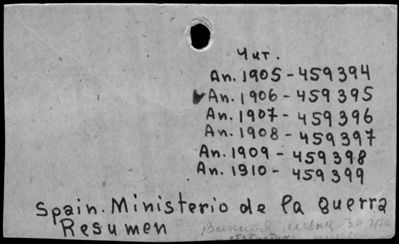 Чит.
An. 1905 - 459394
✓An. 1906 - 459395
An. 1907 - 459396
An. 1908 - 459397
An. 1909 - 459398
An. 1910 - 459399
Spain. Ministerio de la Guerra
Resumen